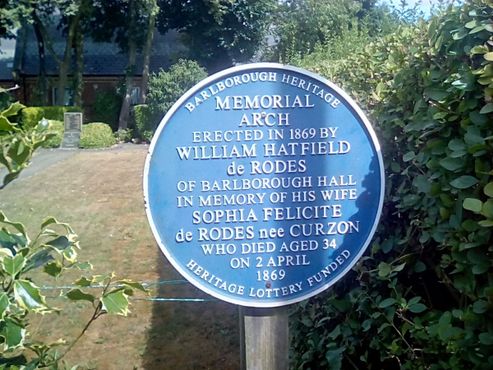 BARLBOROUGH HERITAGE
MEMORIAL
ARCH
ERECTED IN 1869 BY
WILLIAM HATFIELD
de RODES
OF BARLBOROUGH HALL
IN MEMORY OF HIS WIFE
SOPHIA FELICITE
de RODES nee CURZON
WHO DIED AGED 34
ON 2 APRIL
1869
HERITAGE LOTTERY FUNDED